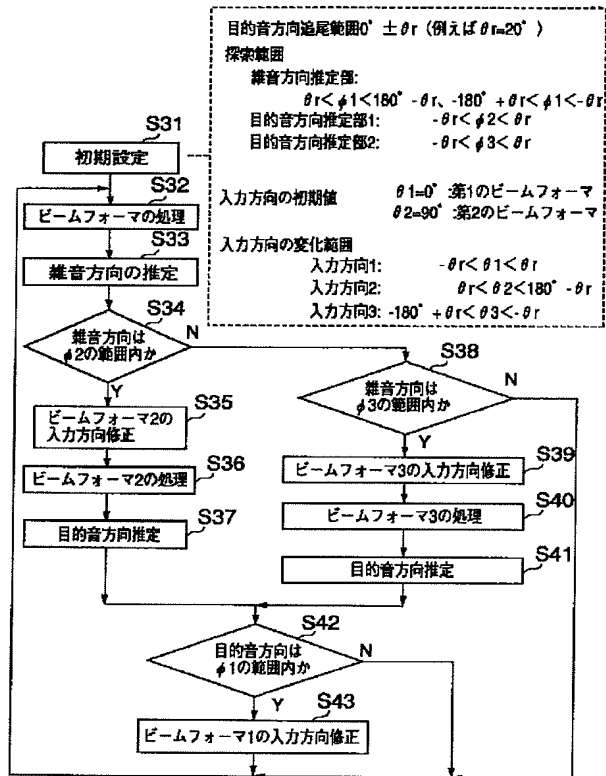 目的音方向追尾範囲0° ±θr（例えばθr=20°）
探索範囲
雑音方向推定部:
θr<φ1<180° -θr、-180° +θr<φ1<-θr
目的音方向推定部1: -θr<φ2<θr
目的音方向推定部2: -θr<φ3<θr
入力方向の初期値 θ1=0° :第1のビームフォーマ
θ2=90° :第2のビームフォーマ
入力方向の変化範囲
入力方向1: -θr<θ1<θr
入力方向2: θr<θ2<180° -θr
入力方向3: -180° +θr<θ3<-θr
S31
初期設定
S32
ビームフォーマの処理
S33
雑音方向の推定
S34
雑音方向は
φ2の範囲内か
N
Y
S35
ビームフォーマ2の
入力方向修正
S36
ビームフォーマ2の処理
S37
目的音方向推定
S38
雑音方向は
φ3の範囲内か
N
Y
S39
ビームフォーマ3の入力方向修正
S40
ビームフォーマ3の処理
S41
目的音方向推定
S42
目的音方向は
φ1の範囲内か
N
Y
S43
ビームフォーマ1の入力方向修正